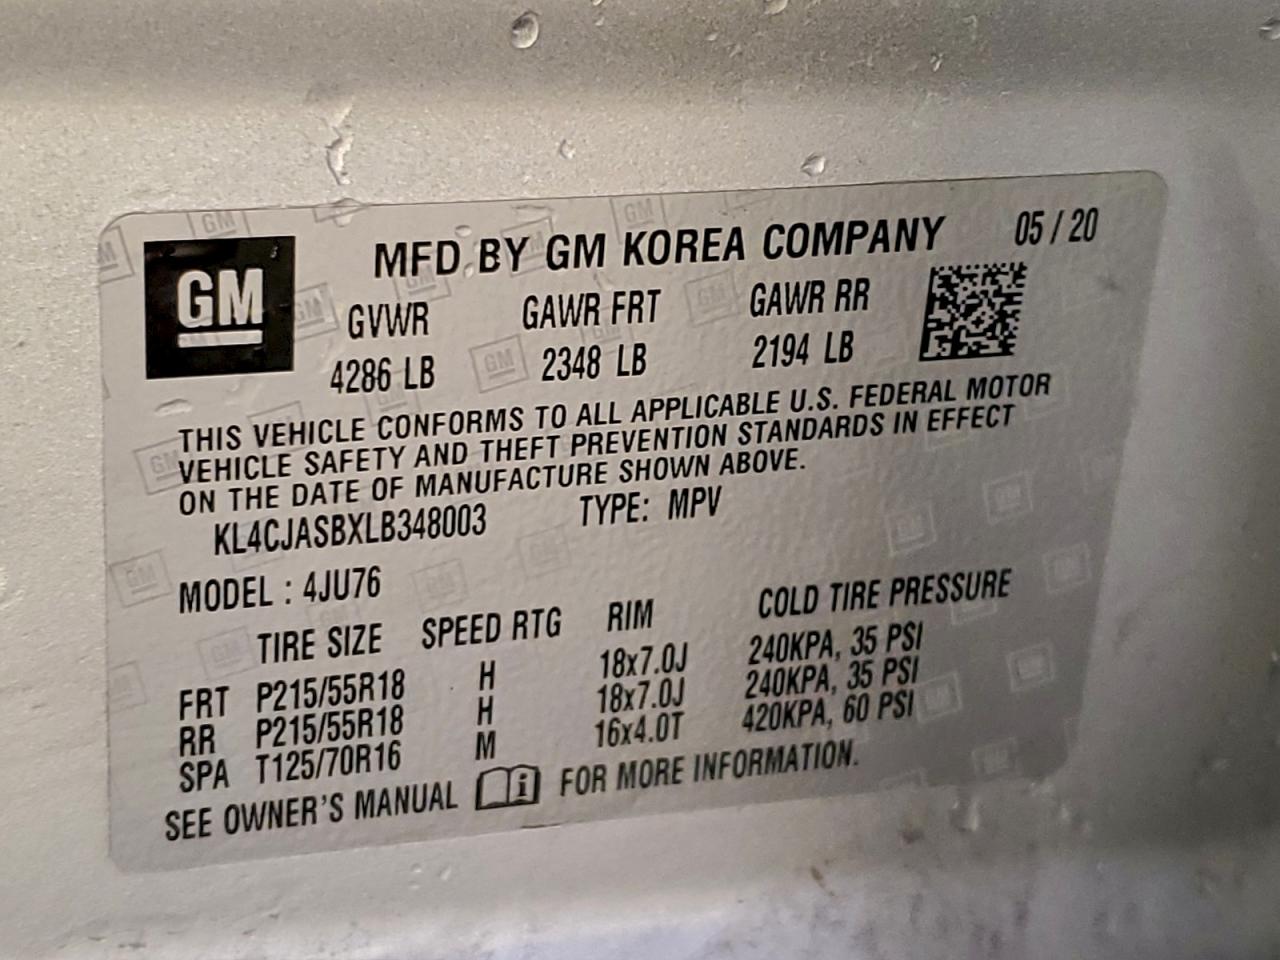 GM MFD BY GM KOREA COMPANY 05 / 20
GVWR GAWR FRT GAWR RR
4286 LB 2348 LB 2194 LB
THIS VEHICLE CONFORMS TO ALL APPLICABLE U.S. FEDERAL MOTOR
VEHICLE SAFETY AND THEFT PREVENTION STANDARDS IN EFFECT
ON THE DATE OF MANUFACTURE SHOWN ABOVE.
KL4CJASBXLB348003 TYPE: MPV
MODEL : 4JU76
TIRE SIZE SPEED RTG RIM COLD TIRE PRESSURE
FRT P215/55R18 H 18x7.0J 240KPA, 35 PSI
RR P215/55R18 H 18x7.0J 240KPA, 35 PSI
SPA T125/70R16 M 16x4.0T 420KPA, 60 PSI
SEE OWNER'S MANUAL i FOR MORE INFORMATION.